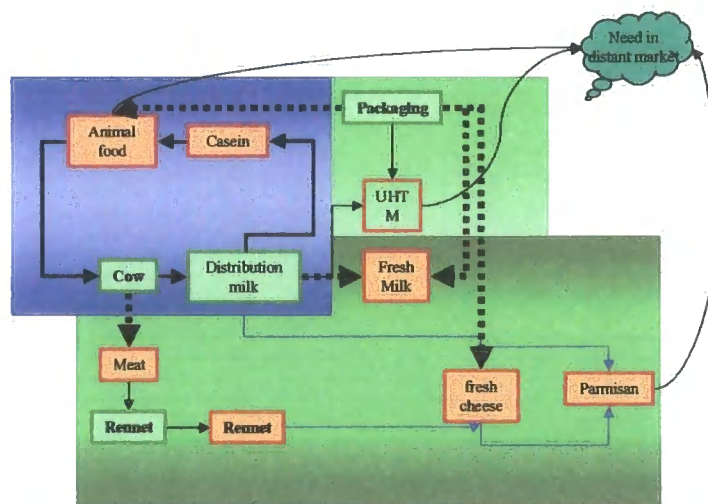 Need in
distant market
Packaging
Animal
food
Casein
UHT
M
Cow
Distribution
milk
Fresh
Milk
Meat
fresh
cheese
Parmisan
Rennet
Rennet